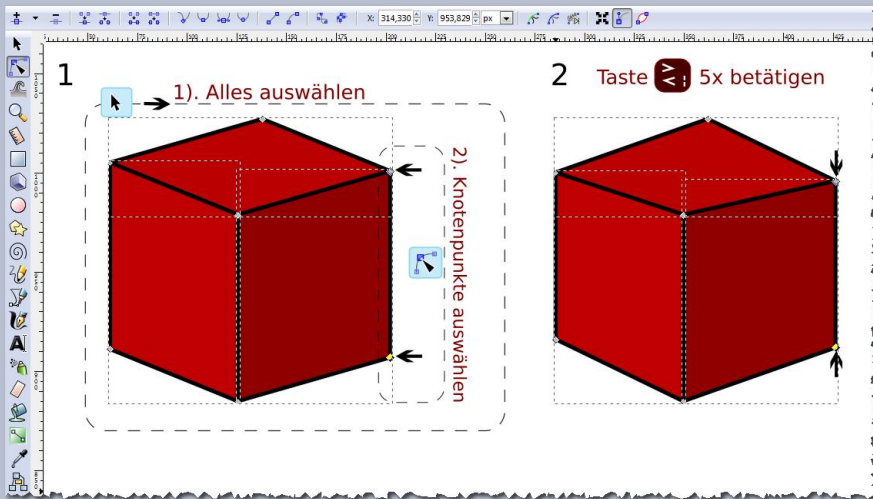 X: 314,330 Y: 953,829 px
1
1). Alles auswählen
2). Knotenpunkte auswählen
2
Taste > < 5x betätigen